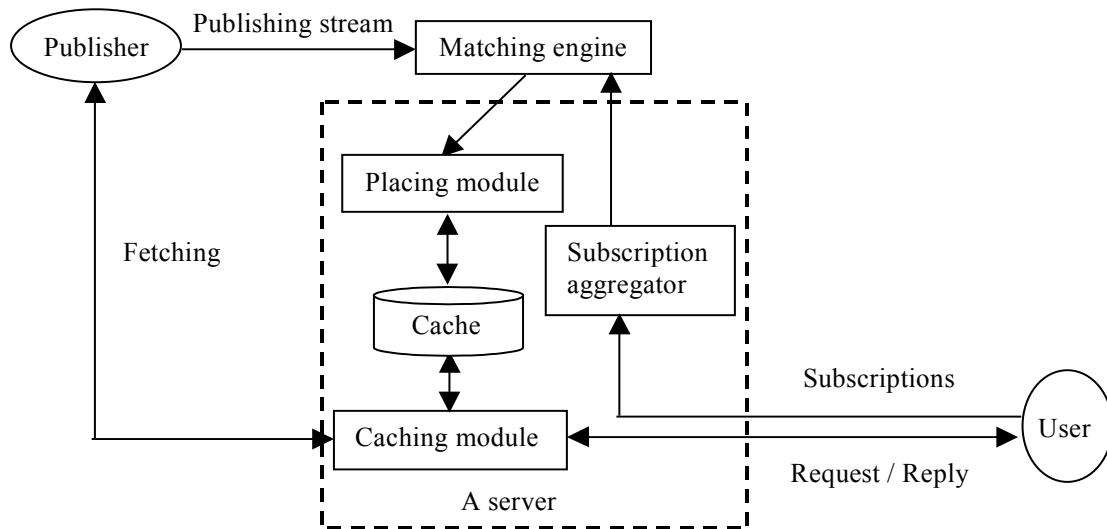 Publishing stream
Publisher
Matching engine
Placing module
Fetching
Subscription
aggregator
Cache
Subscriptions
User
Caching module
Request / Reply
A server